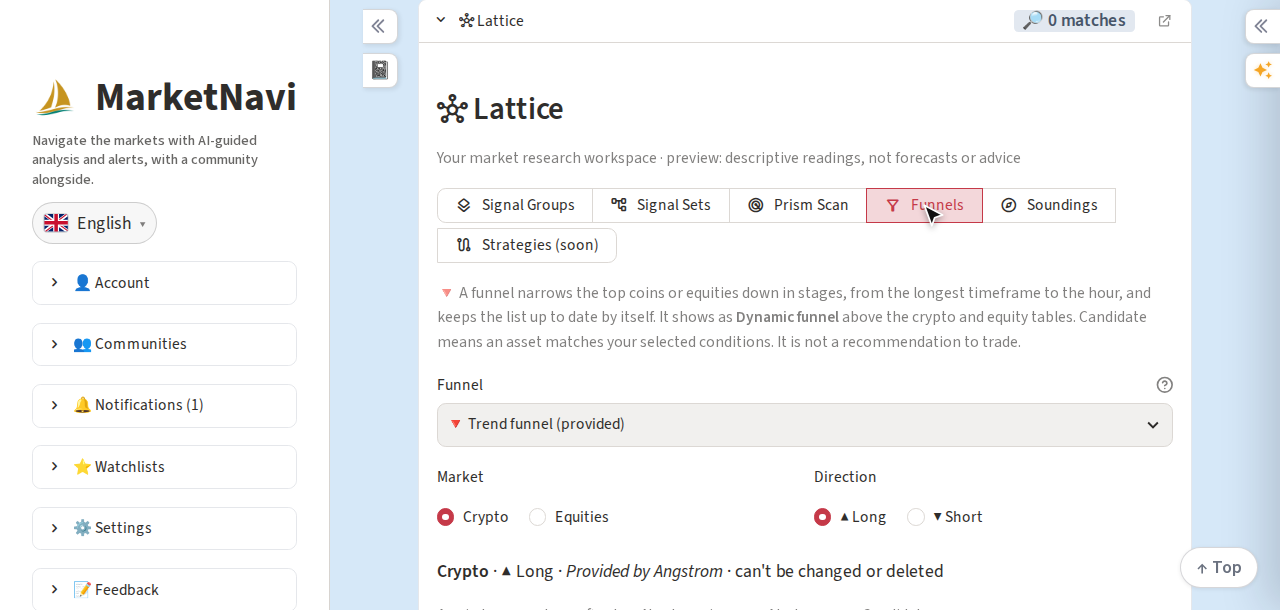 MarketNavi
Navigate the markets with AI-guided
analysis and alerts, with a community
alongside.
English
Account
Communities
Notifications (1)
Watchlists
Settings
Feedback
Lattice
0 matches
Lattice
Your market research workspace · preview: descriptive readings, not forecasts or advice
Signal Groups
Signal Sets
Prism Scan
Funnels
Soundings
Strategies (soon)
A funnel narrows the top coins or equities down in stages, from the longest timeframe to the hour, and
keeps the list up to date by itself. It shows as Dynamic funnel above the crypto and equity tables. Candidate
means an asset matches your selected conditions. It is not a recommendation to trade.
Funnel
Trend funnel (provided)
Market
Direction
Crypto
Equities
▲ Long
▼ Short
Crypto · ▲ Long · Provided by Angstrom · can't be changed or deleted
↑ Top